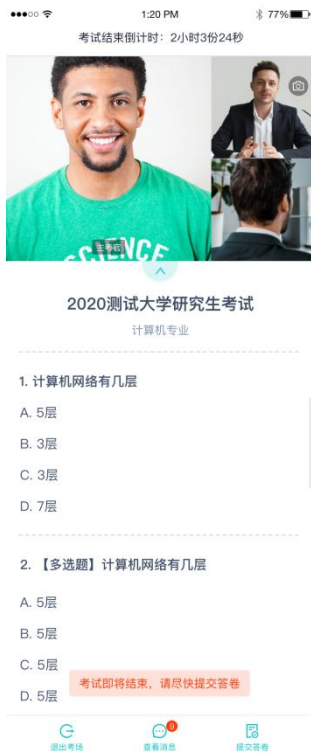 1:20 PM
77%
考试结束倒计时：2小时3份24秒
SCIENCE
主考官
2020测试大学研究生考试
计算机专业
1. 计算机网络有几层
A. 5层
B. 3层
C. 3层
D. 7层
2. 【多选题】计算机网络有几层
A. 5层
B. 5层
C. 5层
考试即将结束，请尽快提交答卷
D. 5层
9
退出考场
查看消息
提交答卷